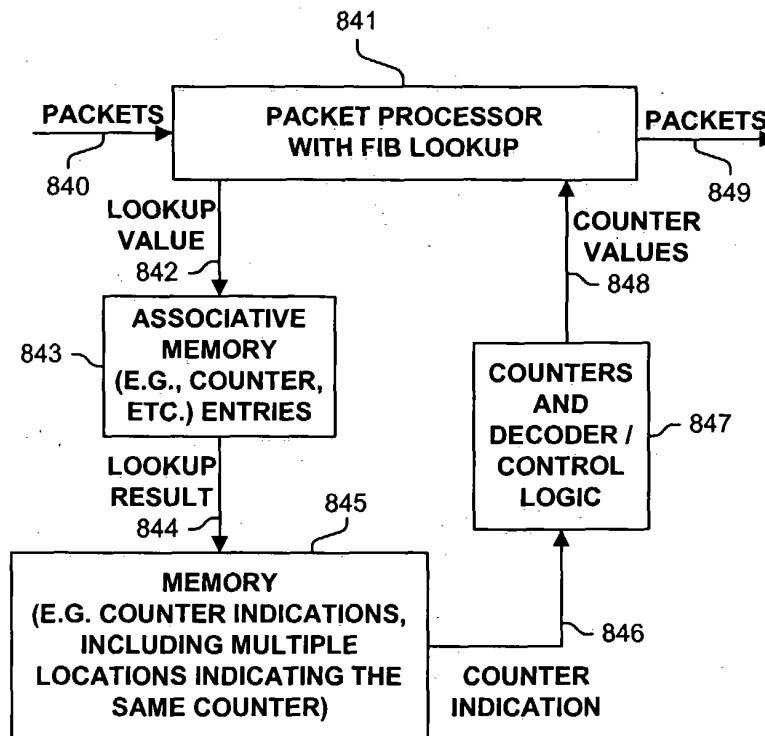 841
PACKETS
840
PACKET PROCESSOR
WITH FIB LOOKUP
PACKETS
849
LOOKUP
VALUE
842
COUNTER
VALUES
848
843
ASSOCIATIVE
MEMORY
(E.G., COUNTER,
ETC.) ENTRIES
COUNTERS
AND
DECODER /
CONTROL
LOGIC
847
LOOKUP
RESULT
844
845
MEMORY
(E.G. COUNTER INDICATIONS,
INCLUDING MULTIPLE
LOCATIONS INDICATING THE
SAME COUNTER)
846
COUNTER
INDICATION